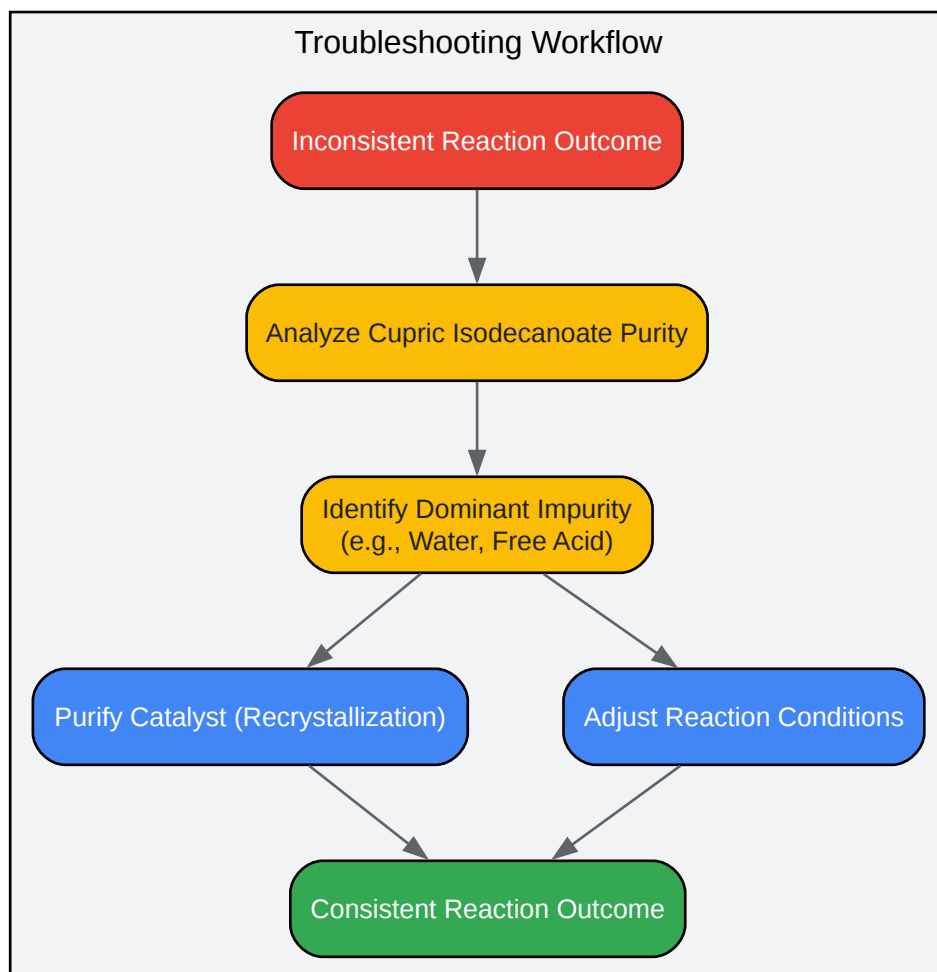 Troubleshooting Workflow
Inconsistent Reaction Outcome
Analyze Cupric Isodecanoate Purity
Identify Dominant Impurity
(e.g., Water, Free Acid)
Purify Catalyst (Recrystallization)
Adjust Reaction Conditions
Consistent Reaction Outcome